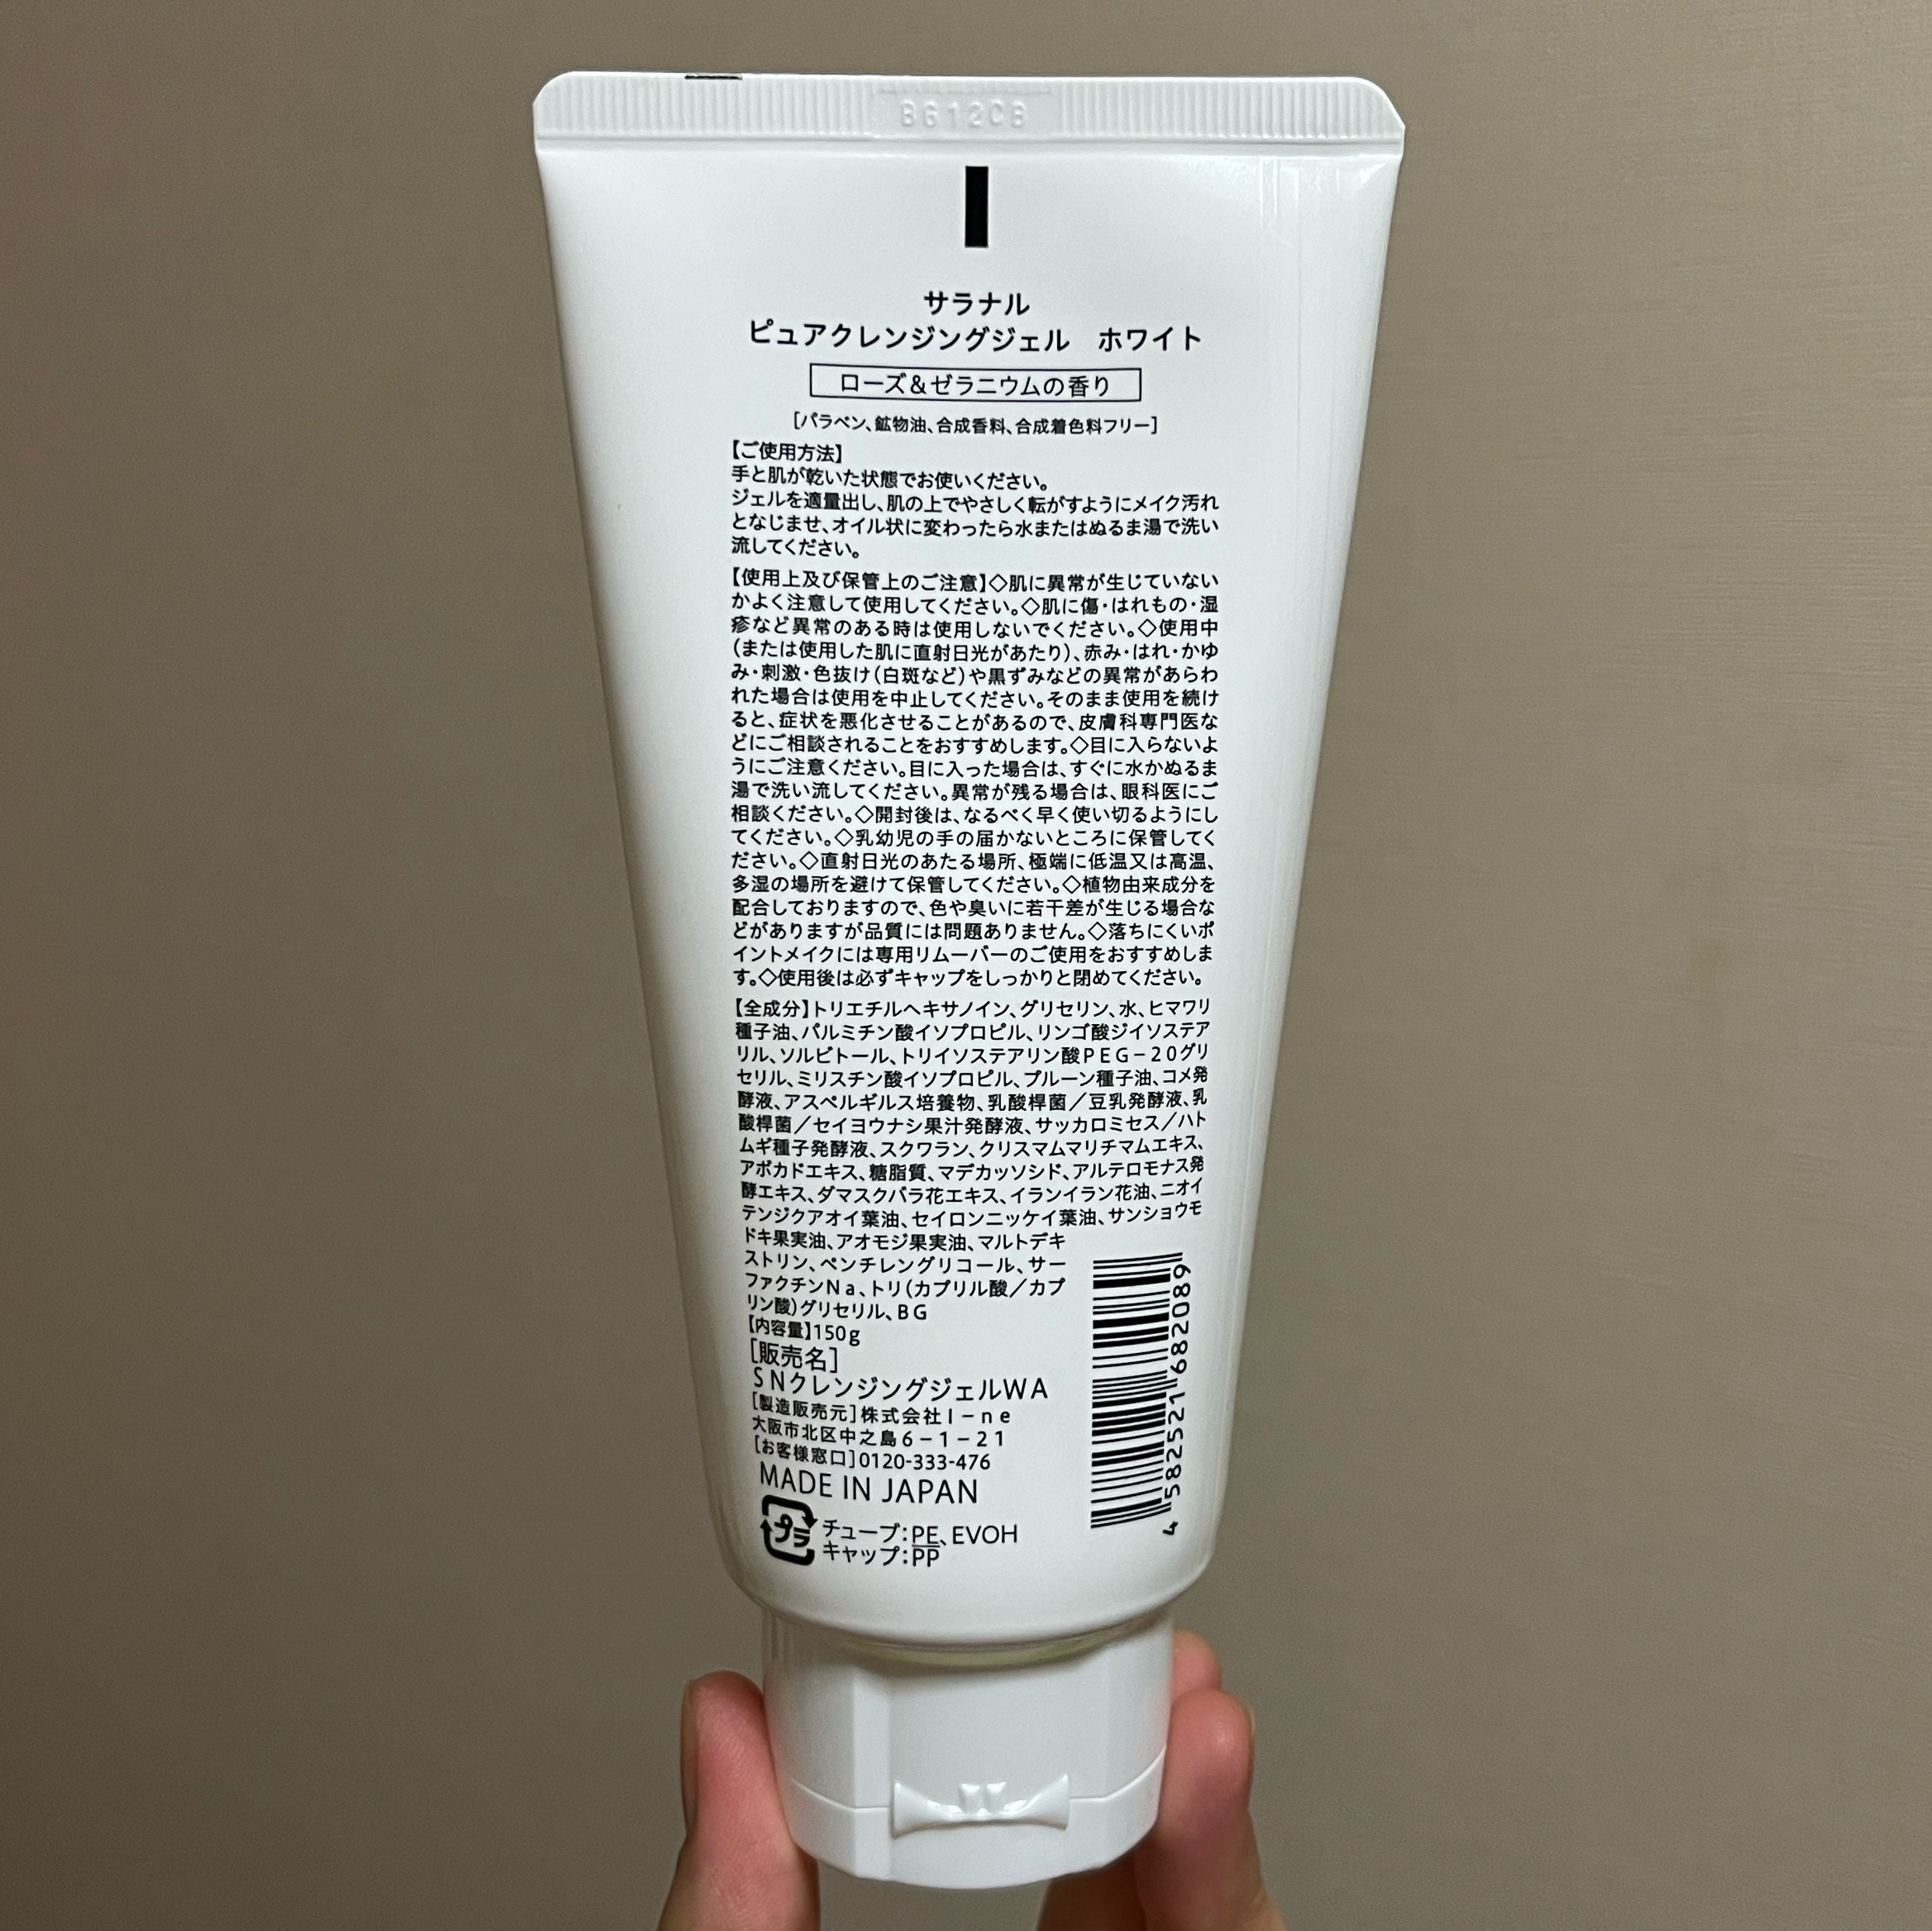 BG12CB
サラナル
ピュアクレンジングジェル　ホワイト
ローズ&ゼラニウムの香り
[パラベン、鉱物油、合成香料、合成着色料フリー]
【ご使用方法】
手と肌が乾いた状態でお使いください。
ジェルを適量出し、肌の上でやさしく転がすようにメイク汚れ
となじませ、オイル状に変わったら水またはぬるま湯で洗い
流してください。
【使用上及び保管上のご注意】◇肌に異常が生じていない
かよく注意して使用してください。◇肌に傷・はれもの・湿
疹など異常のある時は使用しないでください。◇使用中
(または使用した肌に直射日光があたり)、赤み・はれ・かゆ
み・刺激・色抜け(白斑など)や黒ずみなどの異常があらわ
れた場合は使用を中止してください。そのまま使用を続け
ると、症状を悪化させることがあるので、皮膚科専門医な
どにご相談されることをおすすめします。◇目に入らないよ
うにご注意ください。目に入った場合は、すぐに水かぬるま
湯で洗い流してください。異常が残る場合は、眼科医にご
相談ください。◇開封後は、なるべく早く使い切るようにし
てください。◇乳幼児の手の届かないところに保管してく
ださい。◇直射日光のあたる場所、極端に低温又は高温、
多湿の場所を避けて保管してください。◇植物由来成分を
配合しておりますので、色や臭いに若干差が生じる場合な
どがありますが品質には問題ありません。◇落ちにくいポ
イントメイクには専用リムーバーのご使用をおすすめしま
す。◇使用後は必ずキャップをしっかりと閉めてください。
【全成分】トリエチルヘキサノイン、グリセリン、水、ヒマワリ
種子油、パルミチン酸イソプロピル、リンゴ酸ジイソステア
リル、ソルビトール、トリイソステアリン酸PEG-20グリ
セリル、ミリスチン酸イソプロピル、プルーン種子油、コメ発
酵液、アスペルギルス培養物、乳酸桿菌／豆乳発酵液、乳
酸桿菌／セイヨウナシ果汁発酵液、サッカロミセス／ハト
ムギ種子発酵液、スクワラン、クリスマムマリチマムエキス、
アボカドエキス、糖脂質、マデカッソシド、アルテロモナス発
酵エキス、ダマスクバラ花エキス、イランイラン花油、ニオイ
テンジクアオイ葉油、セイロンニッケイ葉油、サンショウモ
ドキ果実油、アオモジ果実油、マルトデキ
ストリン、ペンチレングリコール、サー
ファクチンNa、トリ(カプリル酸／カプ
リン酸)グリセリル、BG
【内容量】150g
[販売名]
SNクレンジングジェルWA
[製造販売元]株式会社I-ne
大阪市北区中之島6-1-21
[お客様窓口]0120-333-476
MADE IN JAPAN
プラ
チューブ:PE、EVOH
キャップ:PP
4 582521 682089